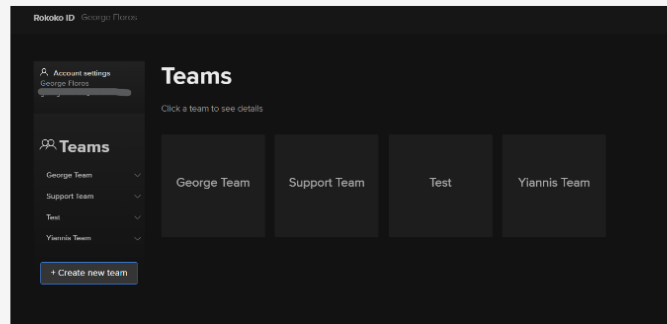 Rokoko ID George Floros
Account settings
George Floros
Teams
George Team
Support Team
Test
Yiannis Team
+ Create new team
Teams
Click a team to see details
George Team
Support Team
Test
Yiannis Team